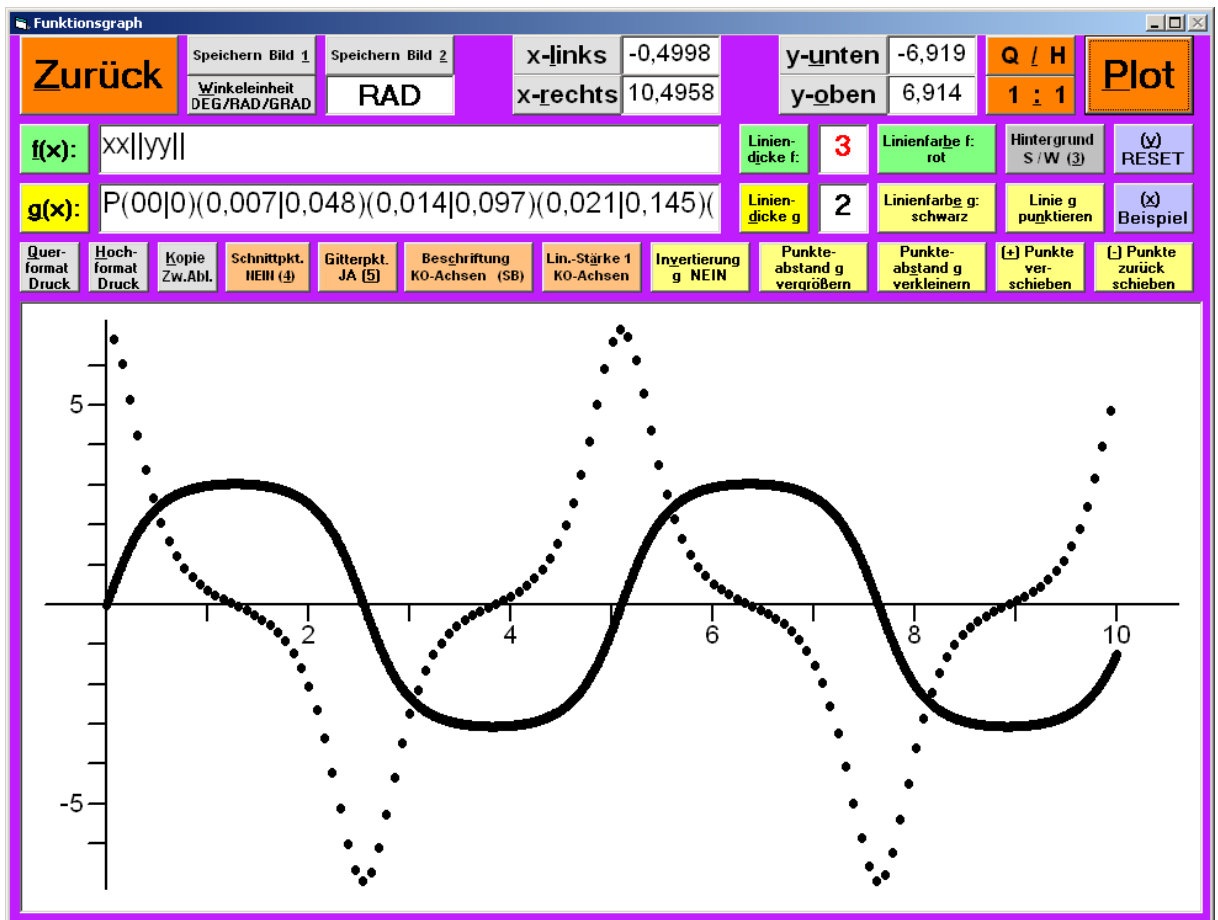 Funktionsgraph
Zurück
Speichern Bild 1
Speichern Bild 2
Winkeleinheit
DEG/RAD/GRAD
RAD
x-links
-0,4998
x-rechts
10,4958
y-unten
-6,919
y-oben
6,914
Q / H
1 : 1
Plot
f(x):
xx||yy||
Linien-
dicke f:
3
Linienfarbe f:
rot
Hintergrund
S/W (3)
(y)
RESET
g(x):
P(00|0)(0,007|0,048)(0,014|0,097)(0,021|0,145)(
Linien-
dicke g
2
Linienfarbe g:
schwarz
Linie g
punktieren
(x)
Beispiel
Quer-
format
Druck
Hoch-
format
Druck
Kopie
Zw.Abl.
Schnittpkt.
NEIN (4)
Gitterpkt.
JA (5)
Beschriftung
KO-Achsen (SB)
Lin.-Stärke 1
KO-Achsen
Invertierung
g NEIN
Punkte-
abstand g
vergrößern
Punkte-
abstand g
verkleinern
(+) Punkte
ver-
schieben
(-) Punkte
zurück
schieben
5
2
4
6
8
10
-5